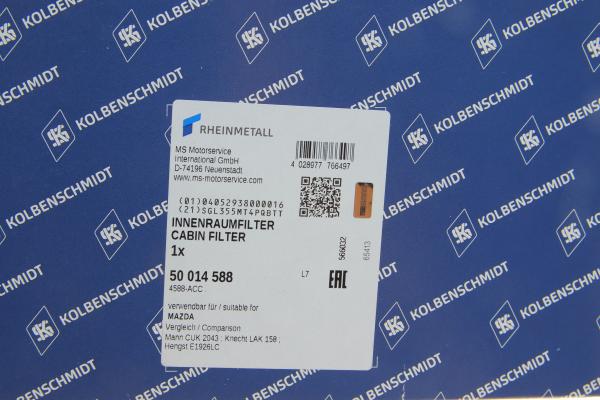 KOLBENSCHMIDT
KOLBENSCHMIDT
KOLBENSCHMIDT
KOLBENSCHMIDT
KOLBENSCHMIDT
RHEINMETALL
MS Motorservice
International GmbH
D-74196 Neuenstadt
www.ms-motorservice.com
4 028977 766497
(01)04052938000016
(21)SGL355MT4PQBTT
INNENRAUMFILTER
CABIN FILTER
1x
566032
65413
50 014 588
4588-ACC
L7
EAC
verwendbar für / suitable for
MAZDA
Vergleich / Comparison
Mann CUK 2043 ; Knecht LAK 158 ;
Hengst E1926LC
KOLBENSCHMIDT
KOLBENSCHMIDT
KOLBENSCHMIDT